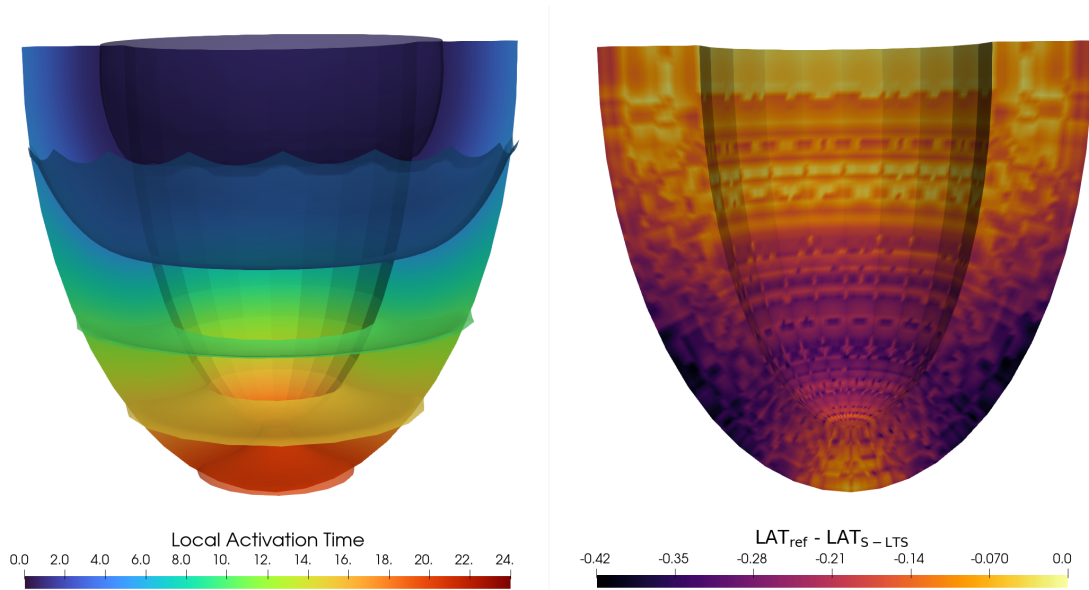 Local Activation Time
0.0 2.0 4.0 6.0 8.0 10. 12. 14. 16. 18. 20. 22. 24.
LATref - LATS−LTS
-0.42 -0.35 -0.28 -0.21 -0.14 -0.070 0.0